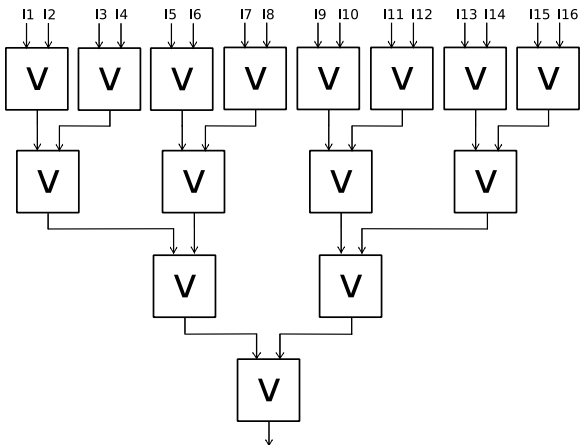 I1 I2 I3 I4 I5 I6 I7 I8 I9 I10 I11 I12 I13 I14 I15 I16
V V V V V V V V
V V V V
V V
V